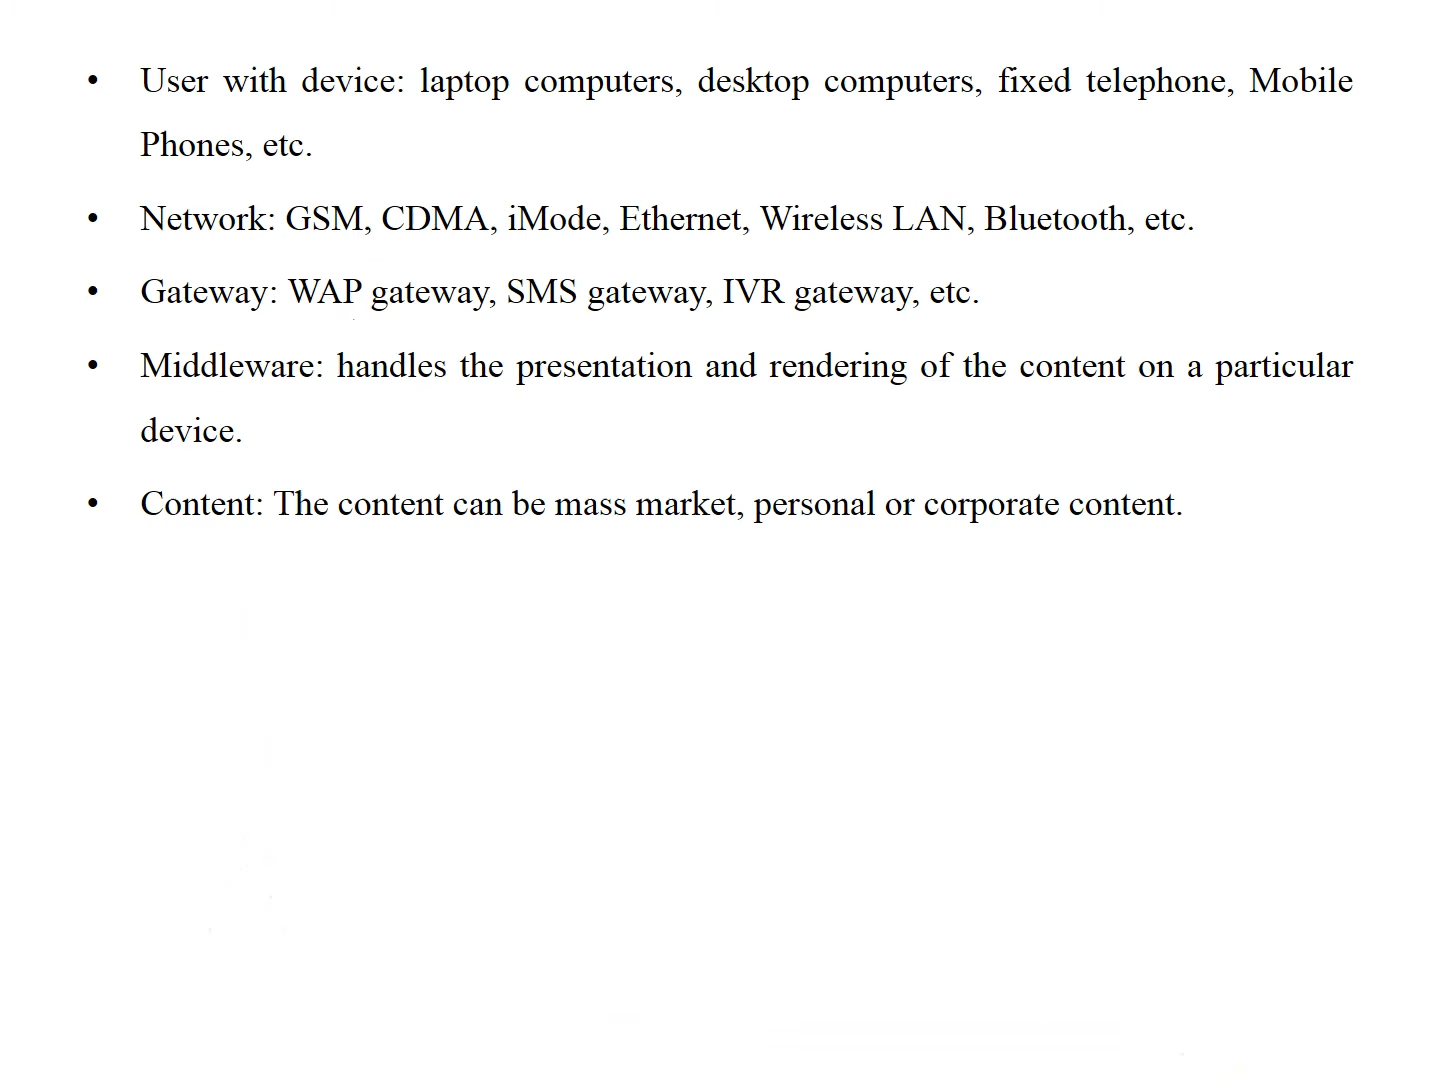 • User with device: laptop computers, desktop computers, fixed telephone, Mobile
Phones, etc.
• Network: GSM, CDMA, iMode, Ethernet, Wireless LAN, Bluetooth, etc.
• Gateway: WAP gateway, SMS gateway, IVR gateway, etc.
• Middleware: handles the presentation and rendering of the content on a particular
device.
• Content: The content can be mass market, personal or corporate content.